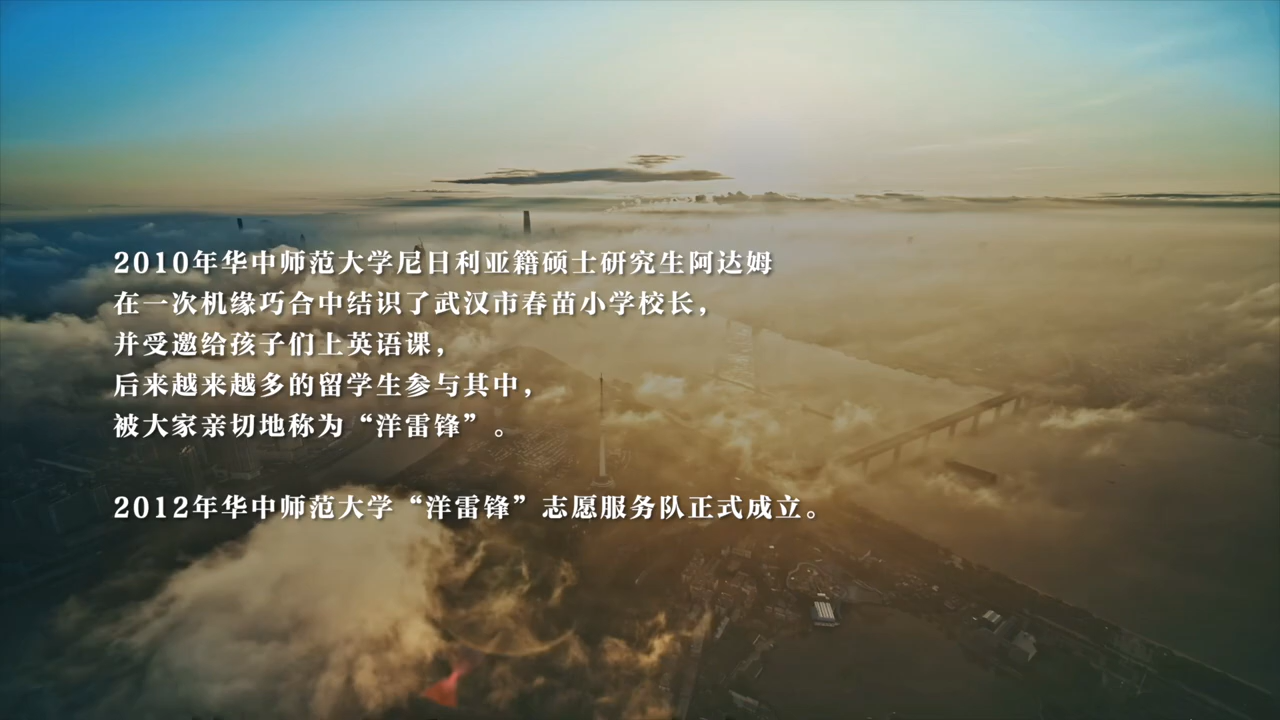 2010年华中师范大学尼日利亚籍硕士研究生阿达姆
在一次机缘巧合中结识了武汉市春苗小学校长，
并受邀给孩子们上英语课，
后来越来越多的留学生参与其中，
被大家亲切地称为“洋雷锋”。
2012年华中师范大学“洋雷锋”志愿服务队正式成立。